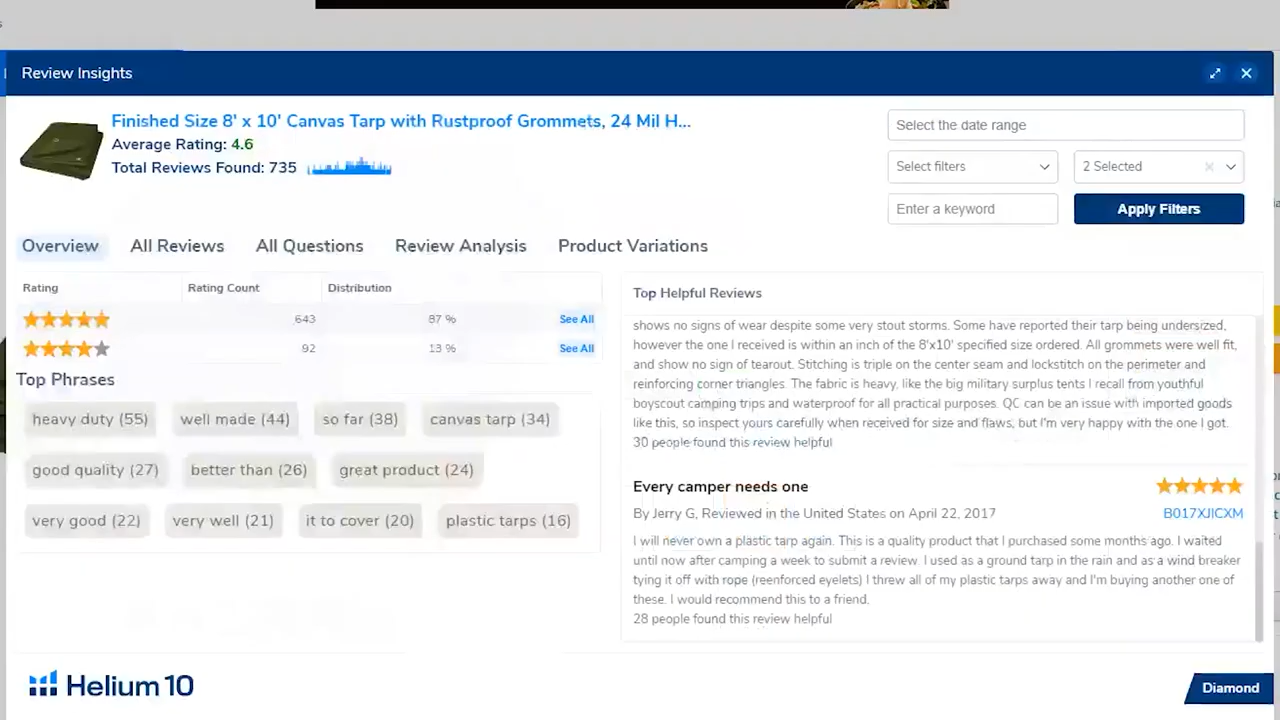 Review Insights
Finished Size 8' x 10' Canvas Tarp with Rustproof Grommets, 24 Mil H...
Average Rating: 4.6
Total Reviews Found: 735
Select the date range
Select filters
2 Selected
Enter a keyword
Apply Filters
Overview
All Reviews
All Questions
Review Analysis
Product Variations
Rating Rating Count Distribution
643 87 % See All
92 13 % See All
Top Phrases
heavy duty (55) well made (44) so far (38) canvas tarp (34)
good quality (27) better than (26) great product (24)
very good (22) very well (21) it to cover (20) plastic tarps (16)
Top Helpful Reviews
shows no signs of wear despite some very stout storms. Some have reported their tarp being undersized,
however the one I received is within an inch of the 8'x10' specified size ordered. All grommets were well fit,
and show no sign of tearout. Stitching is triple on the center seam and lockstitch on the perimeter and
reinforcing corner triangles. The fabric is heavy, like the big military surplus tents I recall from youthful
boyscout camping trips and waterproof for all practical purposes. QC can be an issue with imported goods
like this, so inspect yours carefully when received for size and flaws, but I'm very happy with the one I got.
30 people found this review helpful
Every camper needs one
By Jerry G, Reviewed in the United States on April 22, 2017
B017XJICXM
I will never own a plastic tarp again. This is a quality product that I purchased some months ago. I waited
until now after camping a week to submit a review. I used as a ground tarp in the rain and as a wind breaker
tying it off with rope (reenforced eyelets) I threw all of my plastic tarps away and I'm buying another one of
these. I would recommend this to a friend.
28 people found this review helpful
Helium 10
Diamond